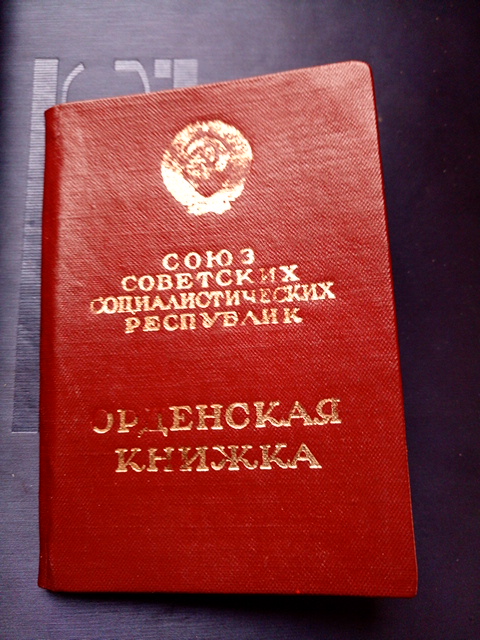 СОЮЗ
СОВЕТСКИХ
СОЦИАЛИСТИЧЕСКИХ
РЕСПУБЛИК
ОРДЕНСКАЯ
КНИЖКА